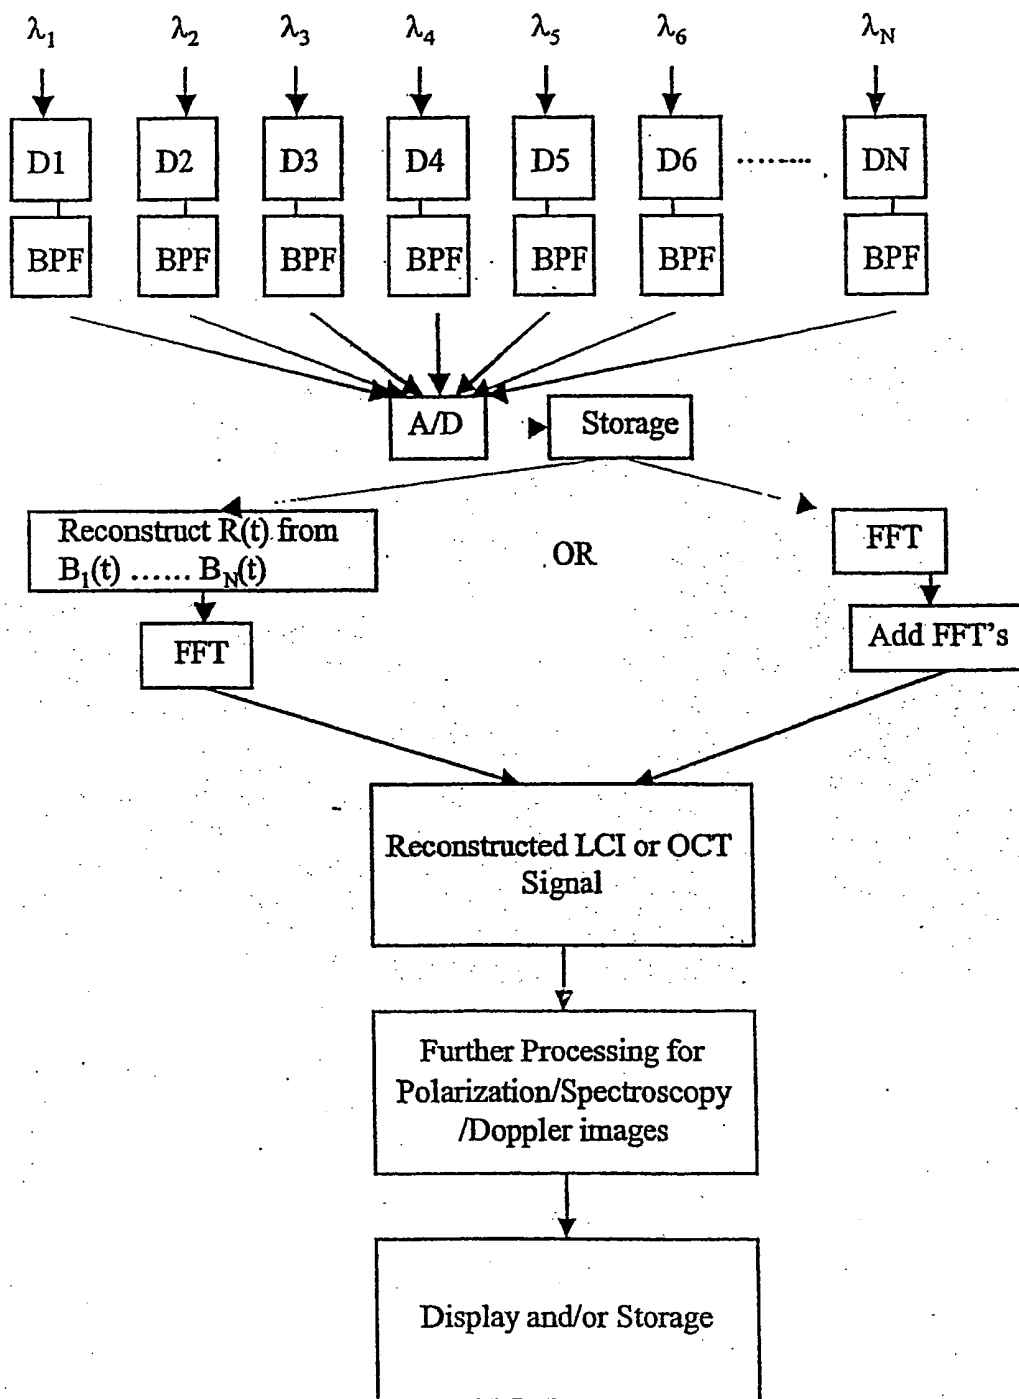 λ1 λ2 λ3 λ4 λ5 λ6 λN
D1 D2 D3 D4 D5 D6 ........ DN
BPF BPF BPF BPF BPF BPF BPF
A/D Storage
Reconstruct R(t) from
B1(t) ...... BN(t)
OR
FFT
FFT
Add FFT's
Reconstructed LCI or OCT
Signal
Further Processing for
Polarization/Spectroscopy
/Doppler images
Display and/or Storage